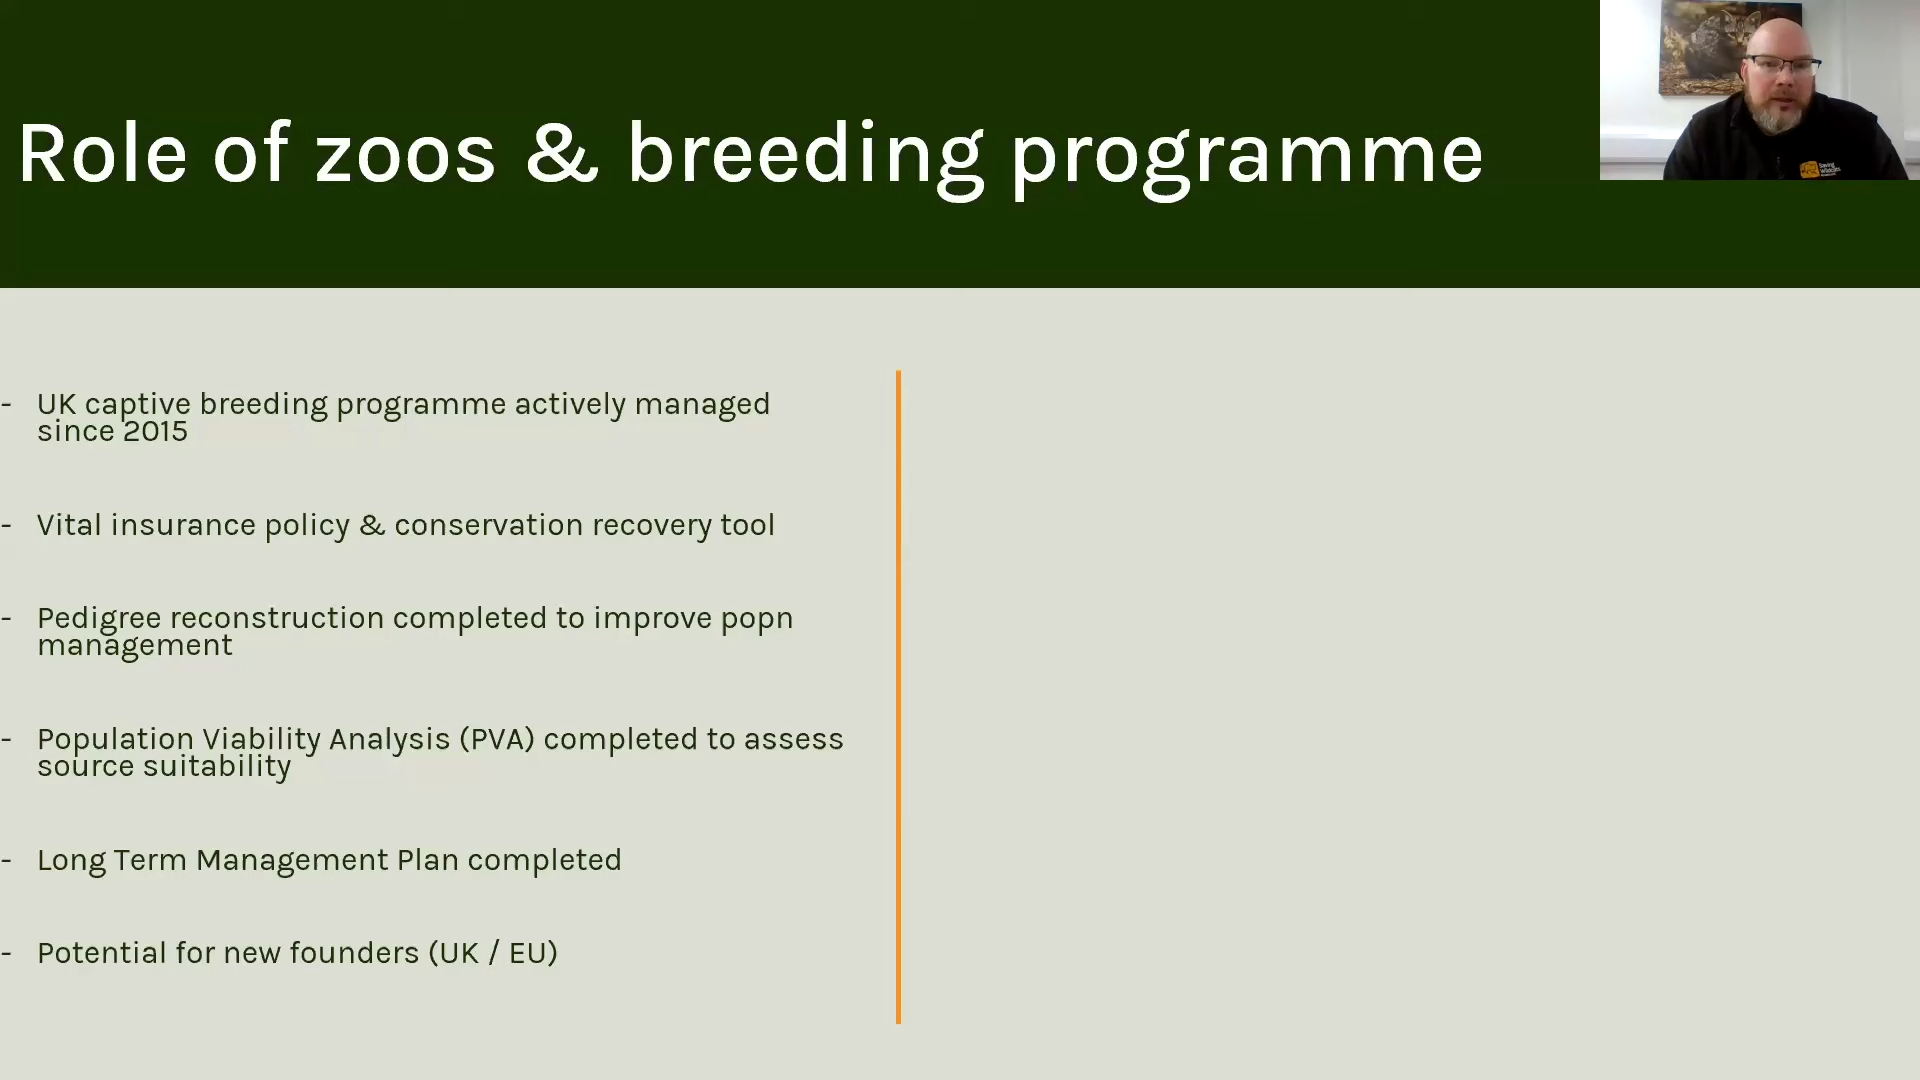 Role of zoos & breeding programme
- UK captive breeding programme actively managed
since 2015
- Vital insurance policy & conservation recovery tool
- Pedigree reconstruction completed to improve popn
management
- Population Viability Analysis (PVA) completed to assess
source suitability
- Long Term Management Plan completed
- Potential for new founders (UK / EU)
Saving
Wildcats